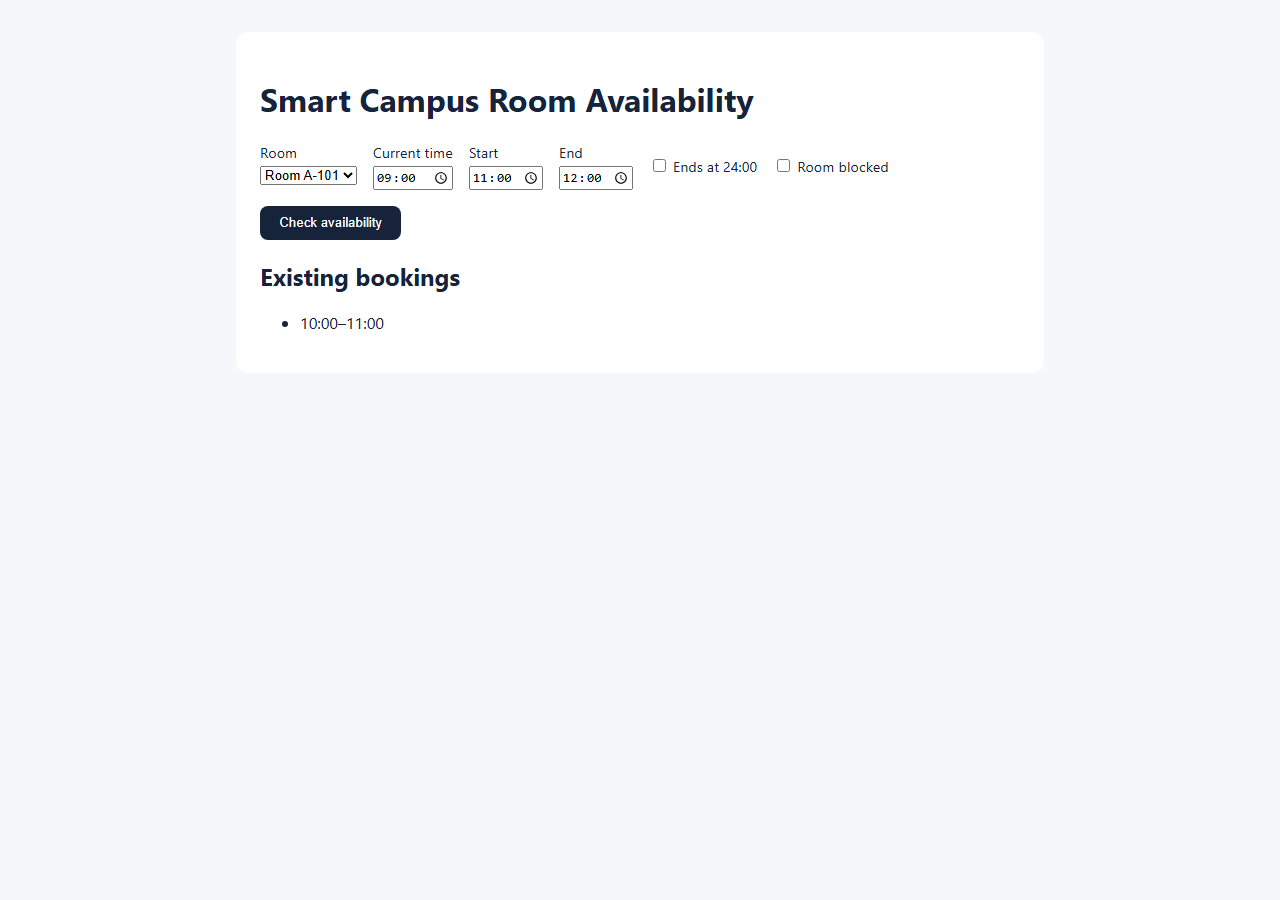 Smart Campus Room Availability
Room Current time Start End
Room A-101 09:00 11:00 12:00 Ends at 24:00 Room blocked
Check availability
Existing bookings
10:00–11:00